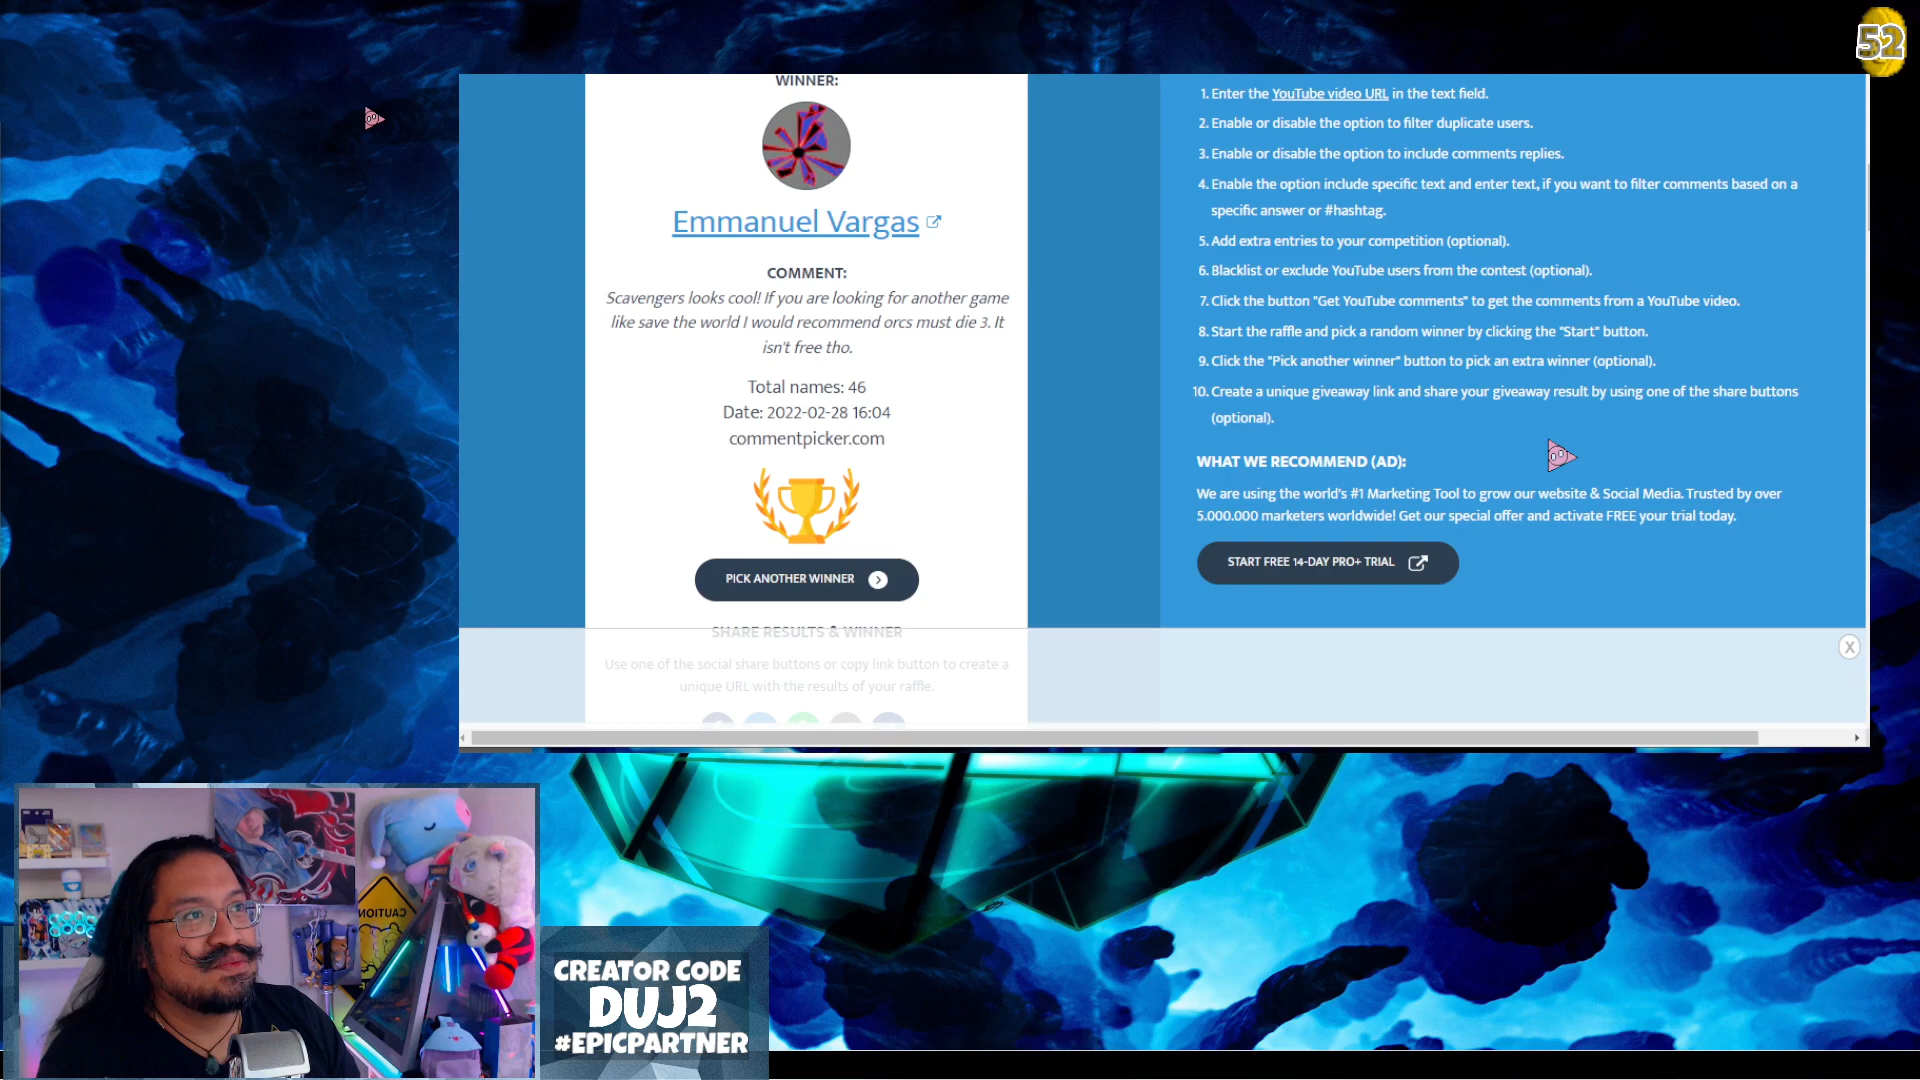 52
WINNER:
Emmanuel Vargas
COMMENT:
Scavengers looks cool! If you are looking for another game
like save the world I would recommend orcs must die 3. It
isn't free tho.
Total names: 46
Date: 2022-02-28 16:04
commentpicker.com
PICK ANOTHER WINNER
SHARE RESULTS & WINNER
Use one of the social share buttons or copy link button to create a
unique URL with the results of your raffle.
1. Enter the YouTube video URL in the text field.
2. Enable or disable the option to filter duplicate users.
3. Enable or disable the option to include comments replies.
4. Enable the option include specific text and enter text, if you want to filter comments based on a
specific answer or #hashtag.
5. Add extra entries to your competition (optional).
6. Blacklist or exclude YouTube users from the contest (optional).
7. Click the button "Get YouTube comments" to get the comments from a YouTube video.
8. Start the raffle and pick a random winner by clicking the "Start" button.
9. Click the "Pick another winner" button to pick an extra winner (optional).
10. Create a unique giveaway link and share your giveaway result by using one of the share buttons
(optional).
WHAT WE RECOMMEND (AD):
We are using the world's #1 Marketing Tool to grow our website & Social Media. Trusted by over
5.000.000 marketers worldwide! Get our special offer and activate FREE your trial today.
START FREE 14-DAY PRO+ TRIAL
X
CAUTION
CREATOR CODE
DUJ2
#EPICPARTNER